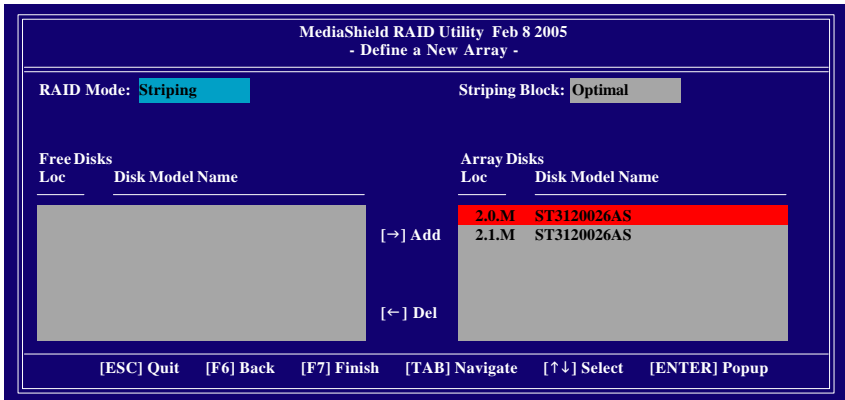 MediaShield RAID Utility Feb 8 2005
- Define a New Array -
RAID Mode: Striping
Striping Block: Optimal
Free Disks
Loc Disk Model Name
Array Disks
Loc Disk Model Name
2.0.M ST3120026AS
2.1.M ST3120026AS
[→] Add
[←] Del
[ESC] Quit [F6] Back [F7] Finish [TAB] Navigate [↑↓] Select [ENTER] Popup